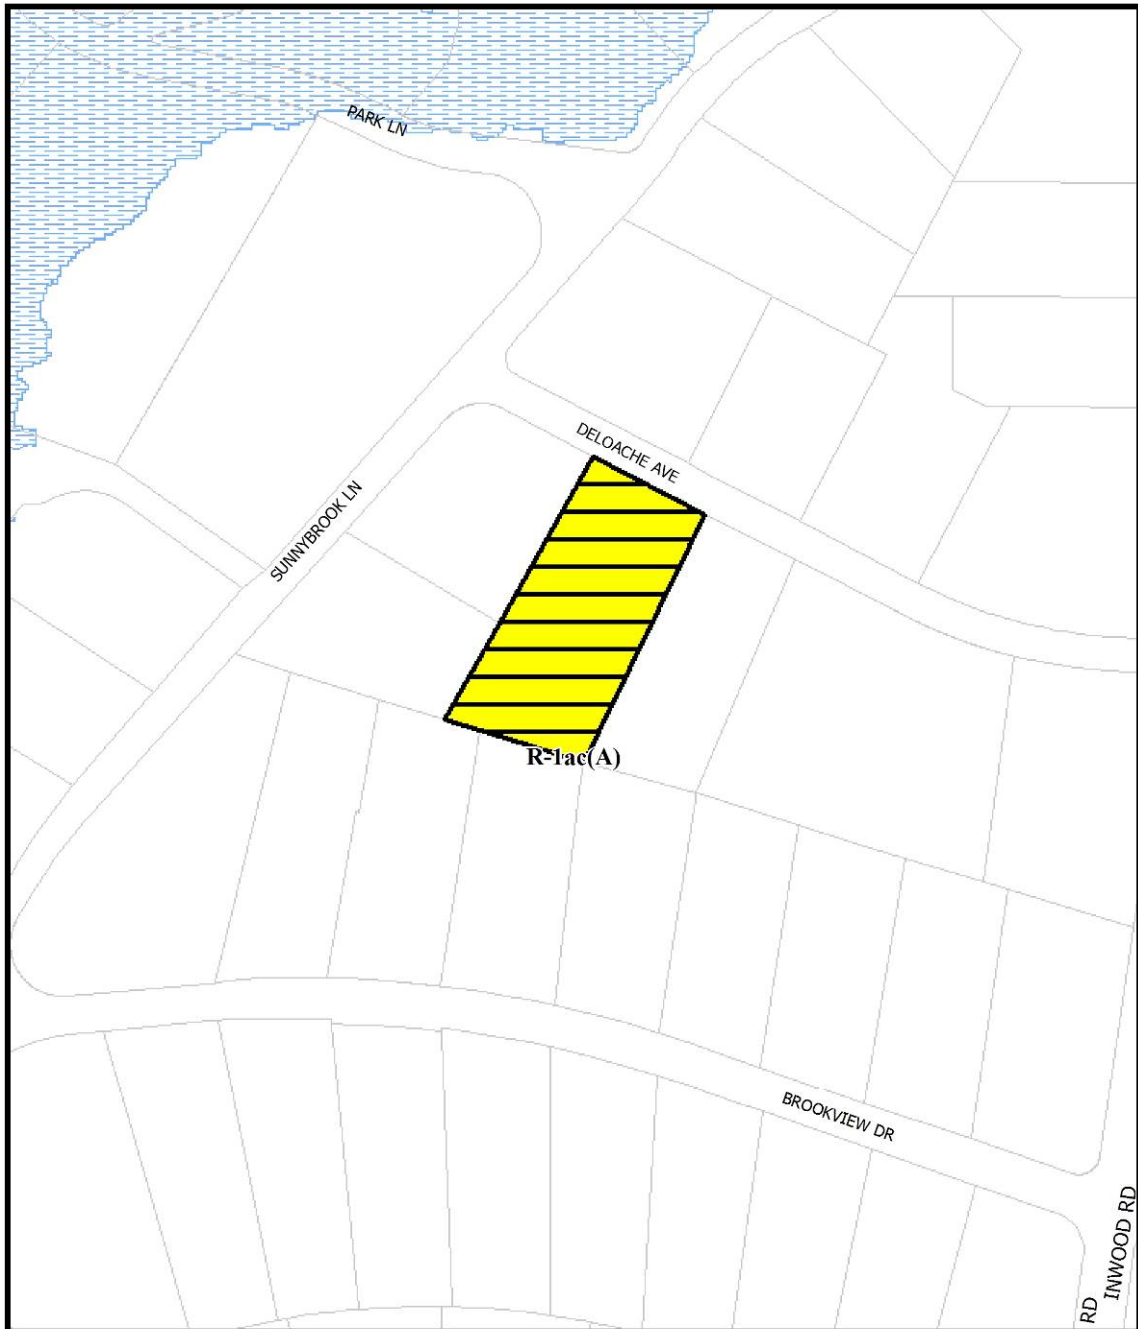 PARK LN
DELOACHE AVE
SUNNYBROOK LN
R-1ac(A)
BROOKVIEW DR
INWOOD RD
RD